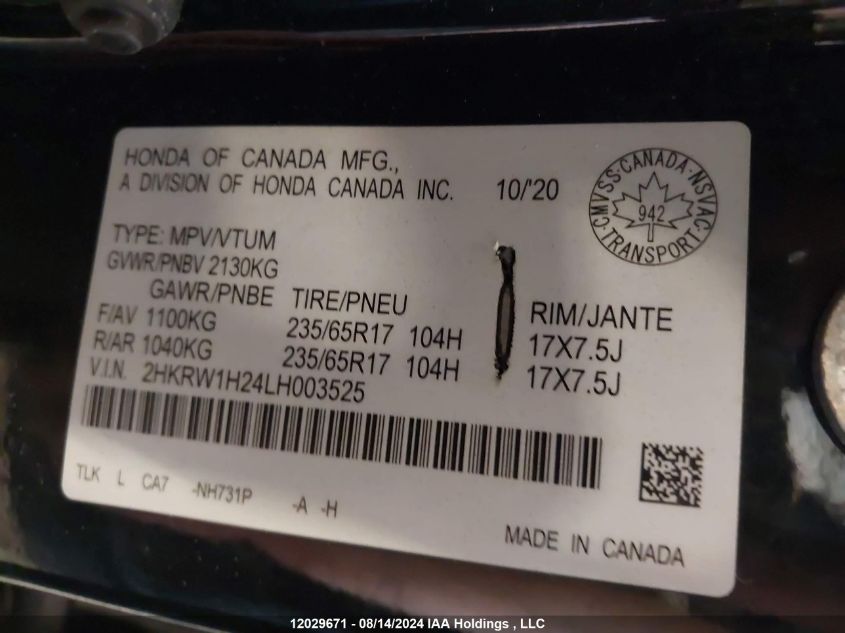 HONDA OF CANADA MFG.,
A DIVISION OF HONDA CANADA INC. 10/'20
CMVSS·CANADA·NSVAC·TRANSPORT·
942
TYPE: MPV/VTUM
GVWR/PNBV 2130KG
GAWR/PNBE TIRE/PNEU RIM/JANTE
F/AV 1100KG 235/65R17 104H 17X7.5J
R/AR 1040KG 235/65R17 104H 17X7.5J
V.I.N. 2HKRW1H24LH003525
TLK L CA7 -NH731P -A -H
MADE IN CANADA
12029671 - 08/14/2024 IAA Holdings , LLC